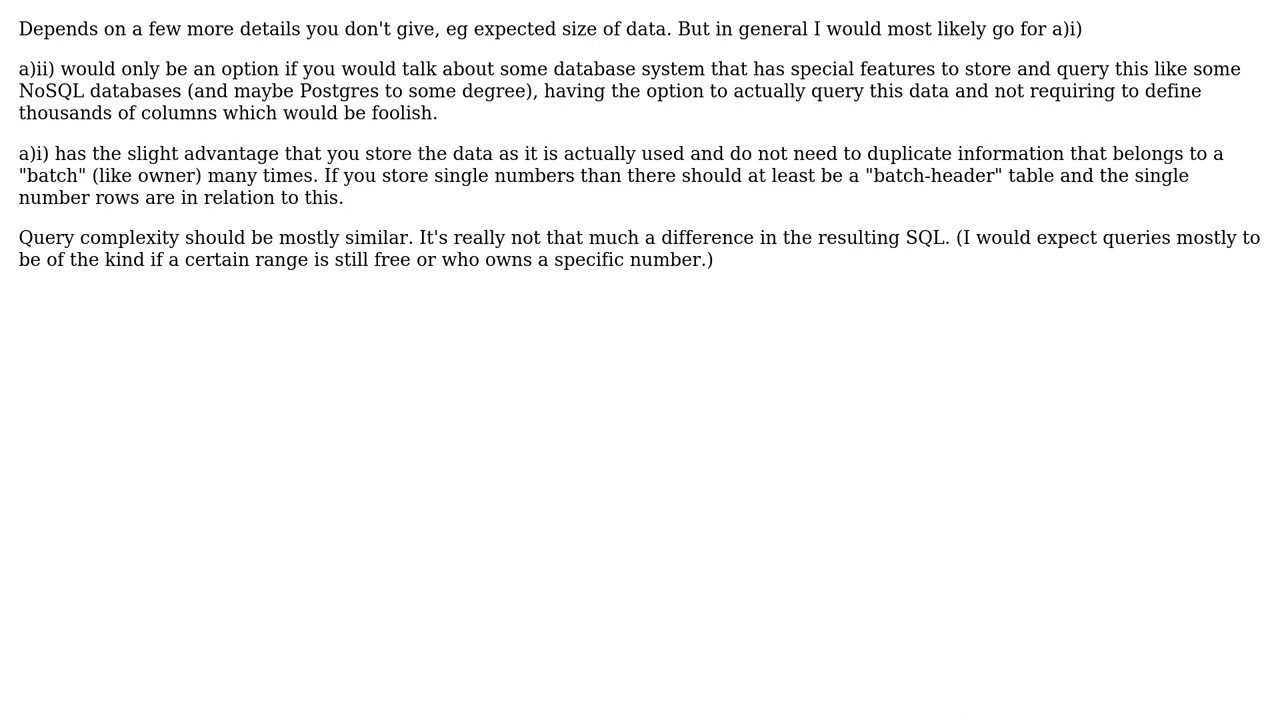 Depends on a few more details you don't give, eg expected size of data. But in general I would most likely go for a)i)
a)ii) would only be an option if you would talk about some database system that has special features to store and query this like some
NoSQL databases (and maybe Postgres to some degree), having the option to actually query this data and not requiring to define
thousands of columns which would be foolish.
a)i) has the slight advantage that you store the data as it is actually used and do not need to duplicate information that belongs to a
"batch" (like owner) many times. If you store single numbers than there should at least be a "batch-header" table and the single
number rows are in relation to this.
Query complexity should be mostly similar. It's really not that much a difference in the resulting SQL. (I would expect queries mostly to
be of the kind if a certain range is still free or who owns a specific number.)